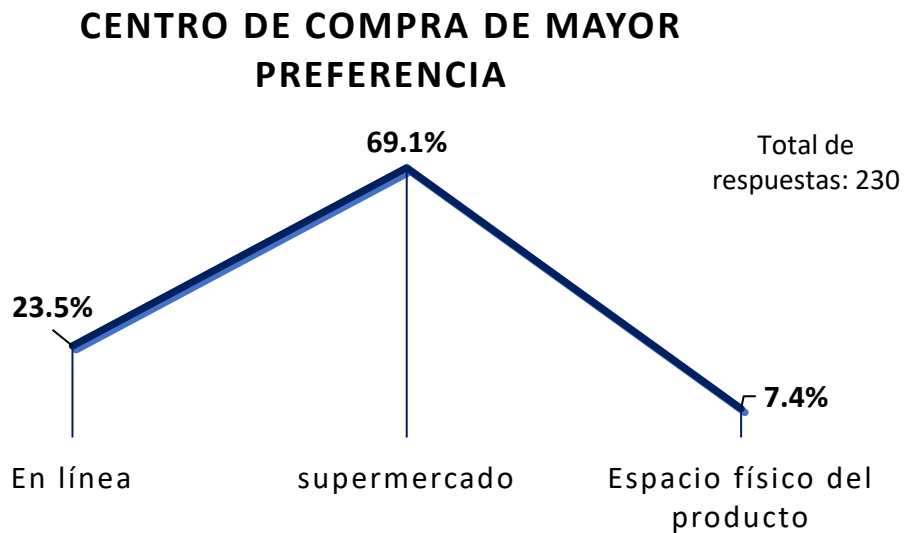 CENTRO DE COMPRA DE MAYOR
PREFERENCIA
69.1%
Total de
respuestas: 230
23.5%
7.4%
En línea
supermercado
Espacio físico del
producto